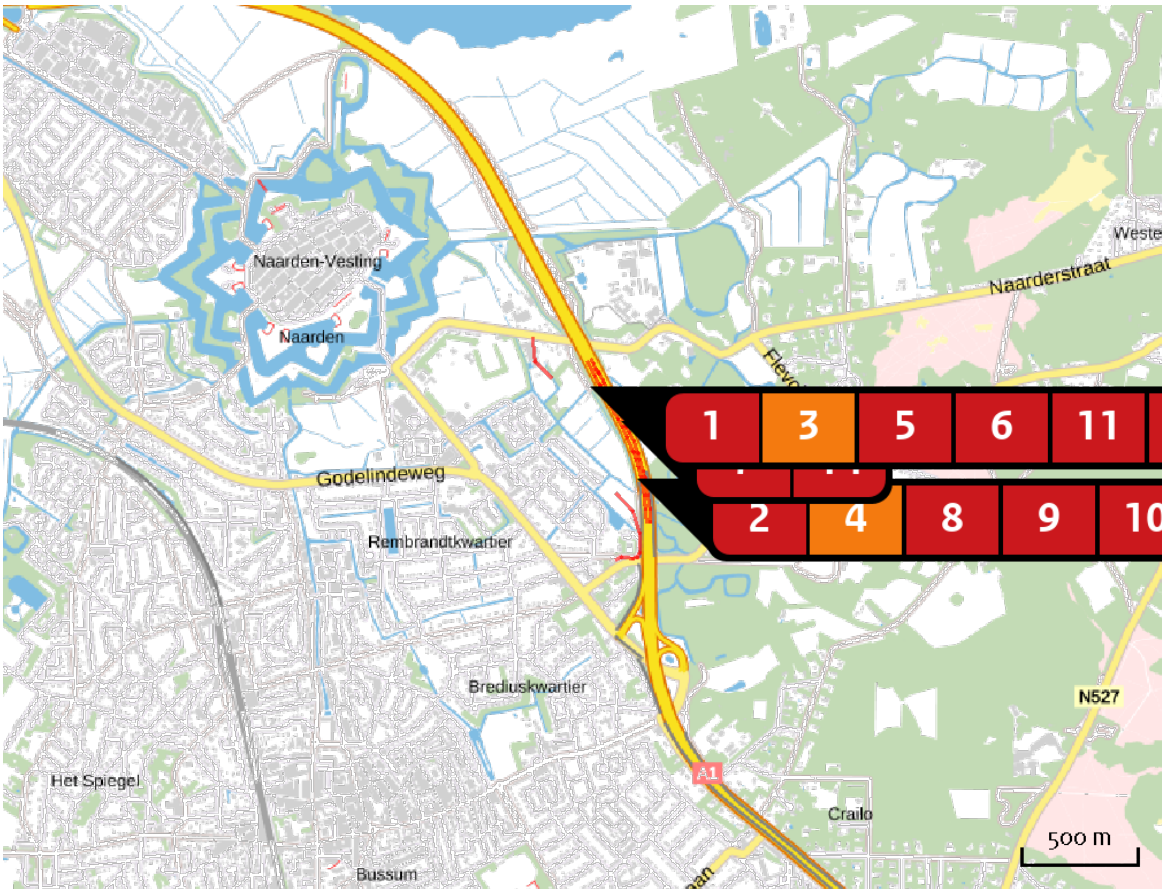 Weste
Naarden-Vesting
Naarderstraat
Naarden
Flevo
1 3 5 6 11
Godelindeweg
2 4 8 9 10
Rembrandtkwartier
Brediuskwartier
N527
A1
Het Spiegel
Crailo
500 m
Bussum
aan